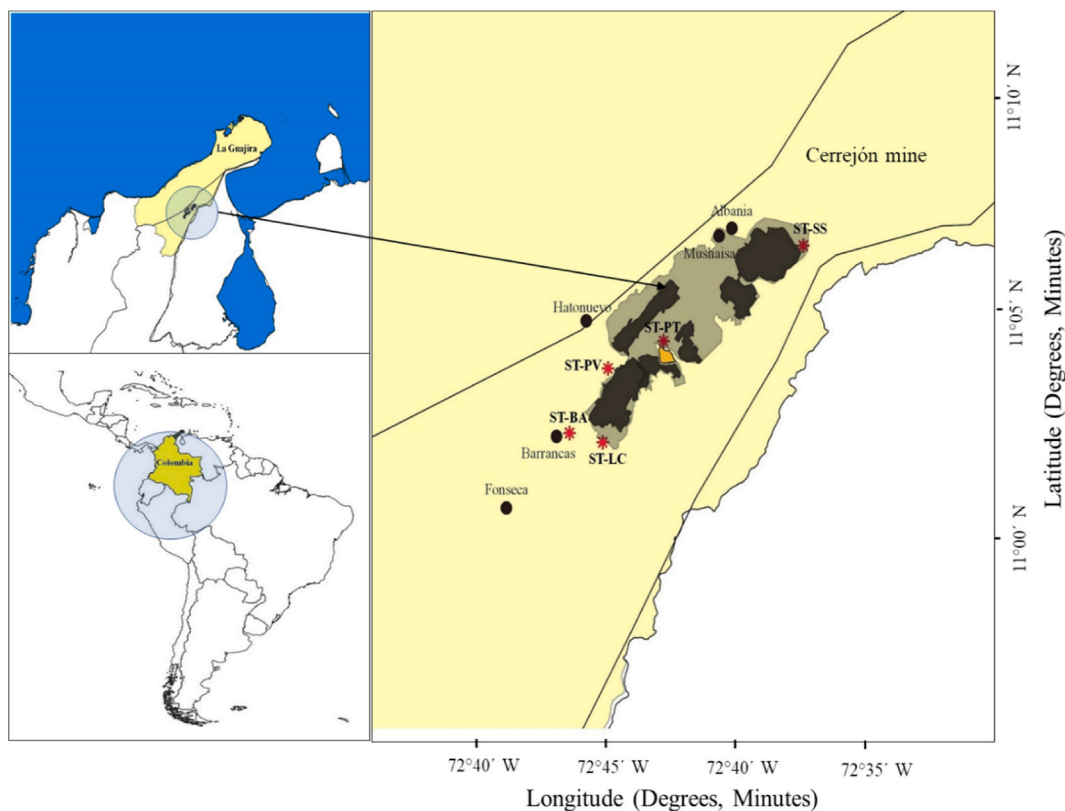 La Guajira
Colombia
Cerrejón mine
Albania
ST-SS
Mushaisa
Hatonuevo
ST-PT
ST-PV
ST-BA
Barrancas
ST-LC
Fonseca
11°10´ N
11°05´ N
11°00´ N
Latitude (Degrees, Minutes)
72°40´ W
72°45´ W
72°40´ W
72°35´ W
Longitude (Degrees, Minutes)